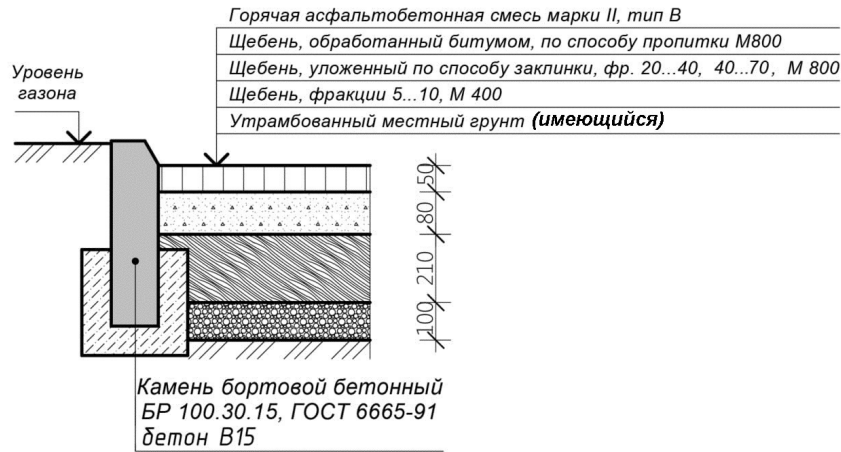 Горячая асфальтобетонная смесь марки II, тип В
Щебень, обработанный битумом, по способу пропитки М800
Щебень, уложенный по способу заклинки, фр. 20...40, 40...70, М 800
Щебень, фракции 5...10, М 400
Утрамбованный местный грунт (имеющийся)
Уровень
газона
50
80
210
100
Камень бортовой бетонный
БР 100.30.15, ГОСТ 6665-91
бетон В15